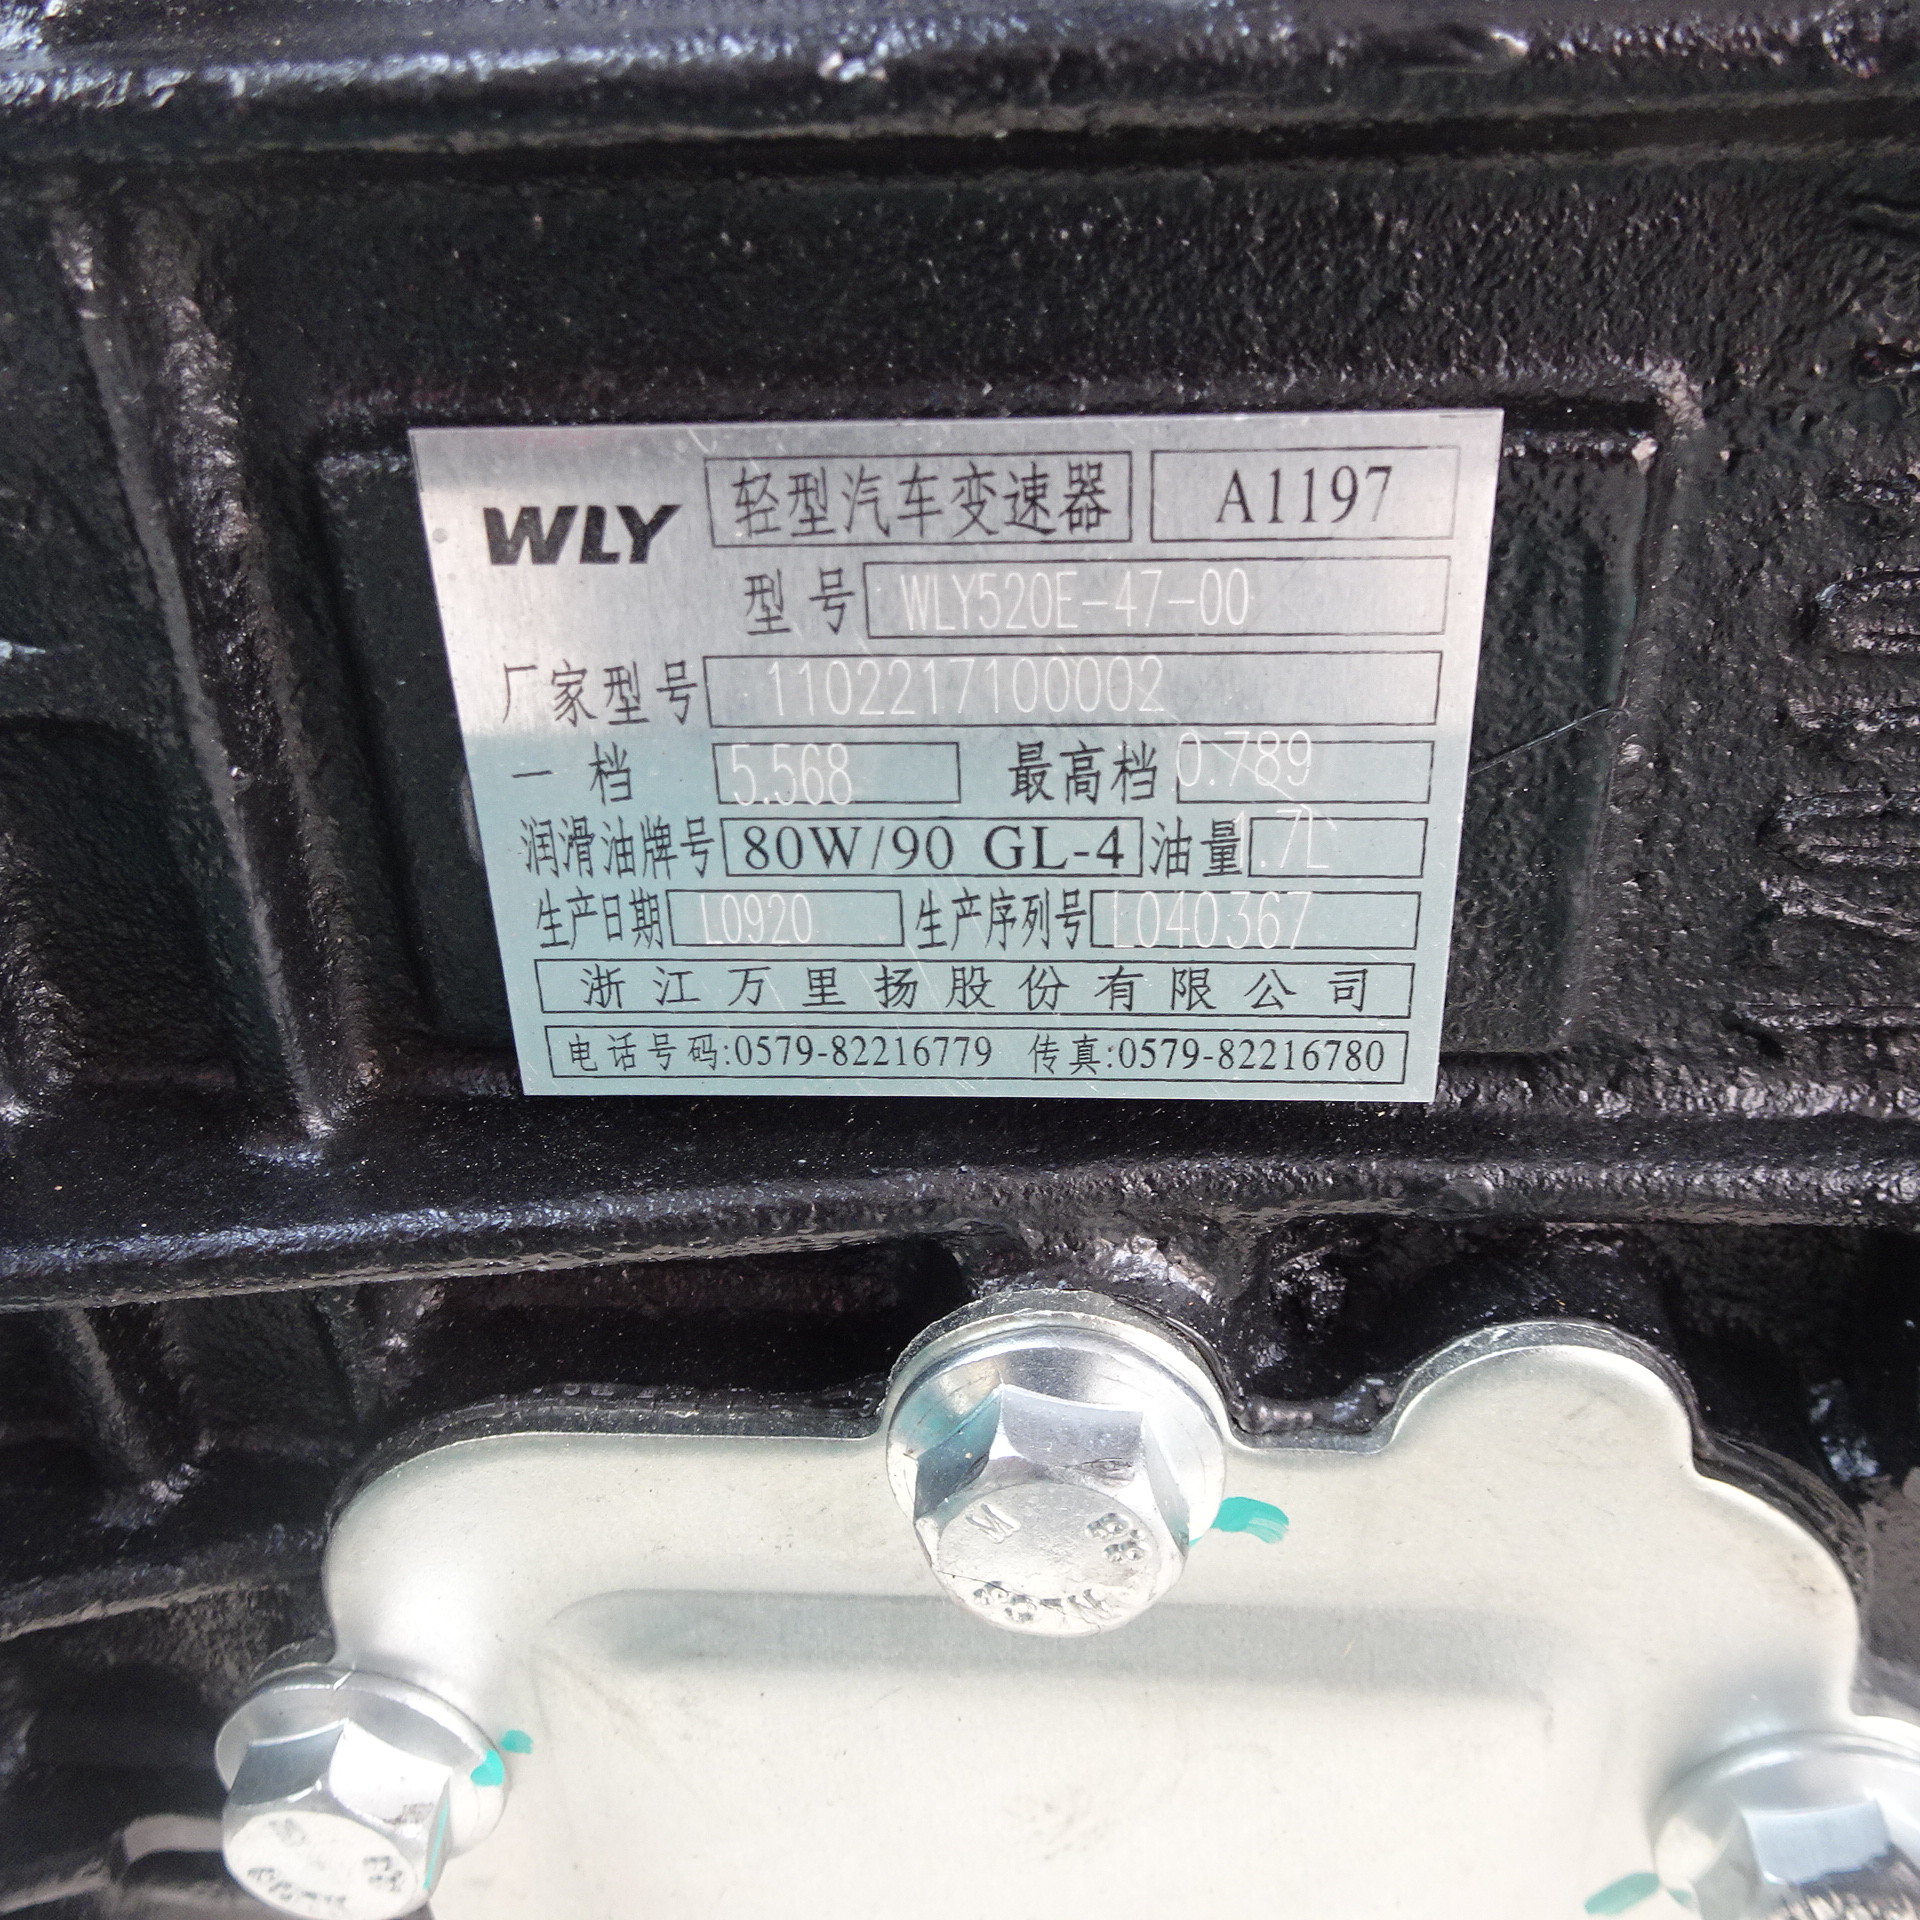 WLY 轻型汽车变速器 A1197
型号 WLY520E-47-00
厂家型号 1102217100002
一档 5.568 最高档 0.789
润滑油牌号 80W/90 GL-4 油量 1.7L
生产日期 L0920 生产序列号 L040367
浙江万里扬股份有限公司
电话号码:0579-82216779 传真:0579-82216780
M